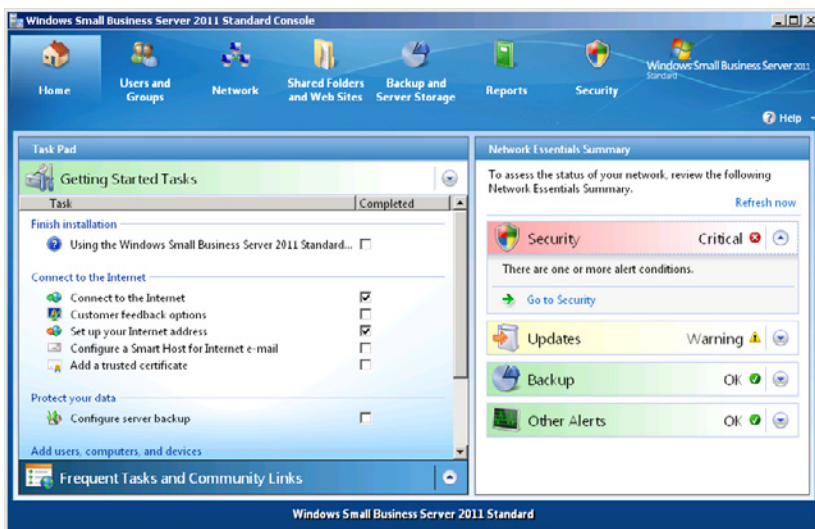 Windows Small Business Server 2011 Standard Console
Home
Users and
Groups
Network
Shared Folders
and Web Sites
Backup and
Server Storage
Reports
Security
Windows Small Business Server 2011
Standard
Help
Task Pad
Getting Started Tasks
Task Completed
Finish installation
Using the Windows Small Business Server 2011 Standard...
Connect to the Internet
Connect to the Internet
Customer feedback options
Set up your Internet address
Configure a Smart Host for Internet e-mail
Add a trusted certificate
Protect your data
Configure server backup
Add users, computers, and devices
Frequent Tasks and Community Links
Network Essentials Summary
To assess the status of your network, review the following
Network Essentials Summary.
Refresh now
Security Critical
There are one or more alert conditions.
Go to Security
Updates Warning
Backup OK
Other Alerts OK
Windows Small Business Server 2011 Standard